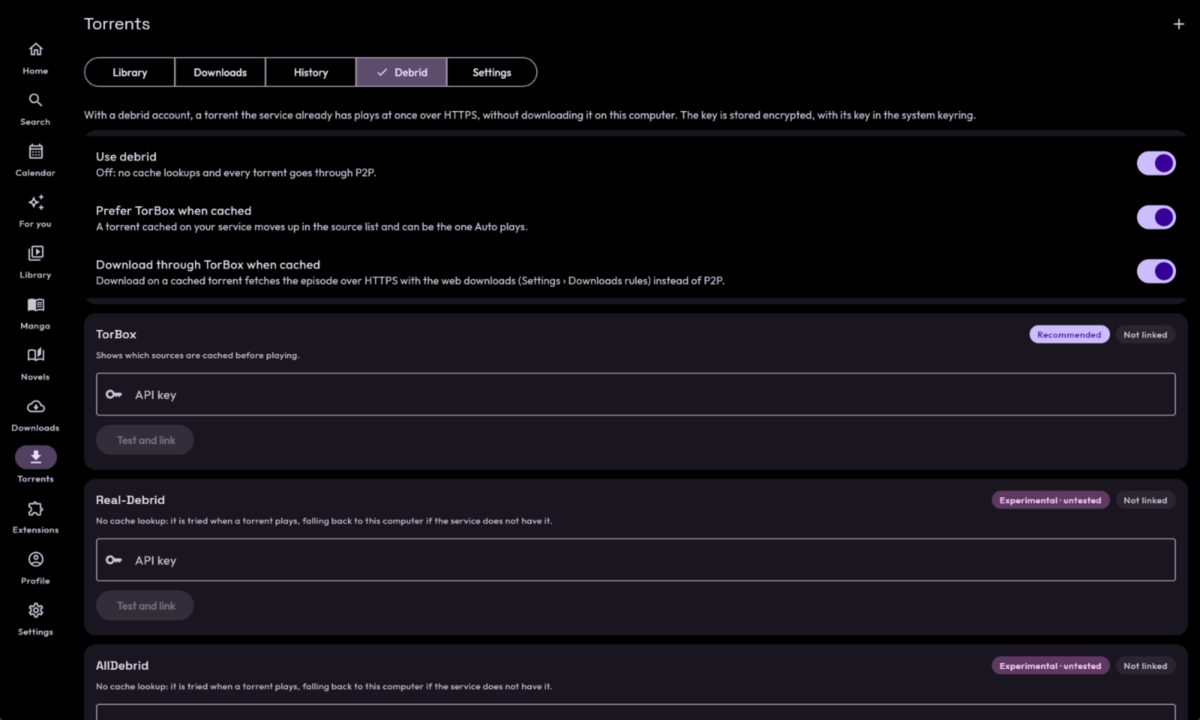 Torrents
Home
Search
Calendar
For you
Library
Manga
Novels
Downloads
Torrents
Extensions
Profile
Settings
Library
Downloads
History
Debrid
Settings
With a debrid account, a torrent the service already has plays at once over HTTPS, without downloading it on this computer. The key is stored encrypted, with its key in the system keyring.
Use debrid
Off: no cache lookups and every torrent goes through P2P.
Prefer TorBox when cached
A torrent cached on your service moves up in the source list and can be the one Auto plays.
Download through TorBox when cached
Download on a cached torrent fetches the episode over HTTPS with the web downloads (Settings › Downloads rules) instead of P2P.
TorBox
Recommended
Not linked
Shows which sources are cached before playing.
API key
Test and link
Real-Debrid
Experimental · untested
Not linked
No cache lookup: it is tried when a torrent plays, falling back to this computer if the service does not have it.
API key
Test and link
AllDebrid
Experimental · untested
Not linked
No cache lookup: it is tried when a torrent plays, falling back to this computer if the service does not have it.